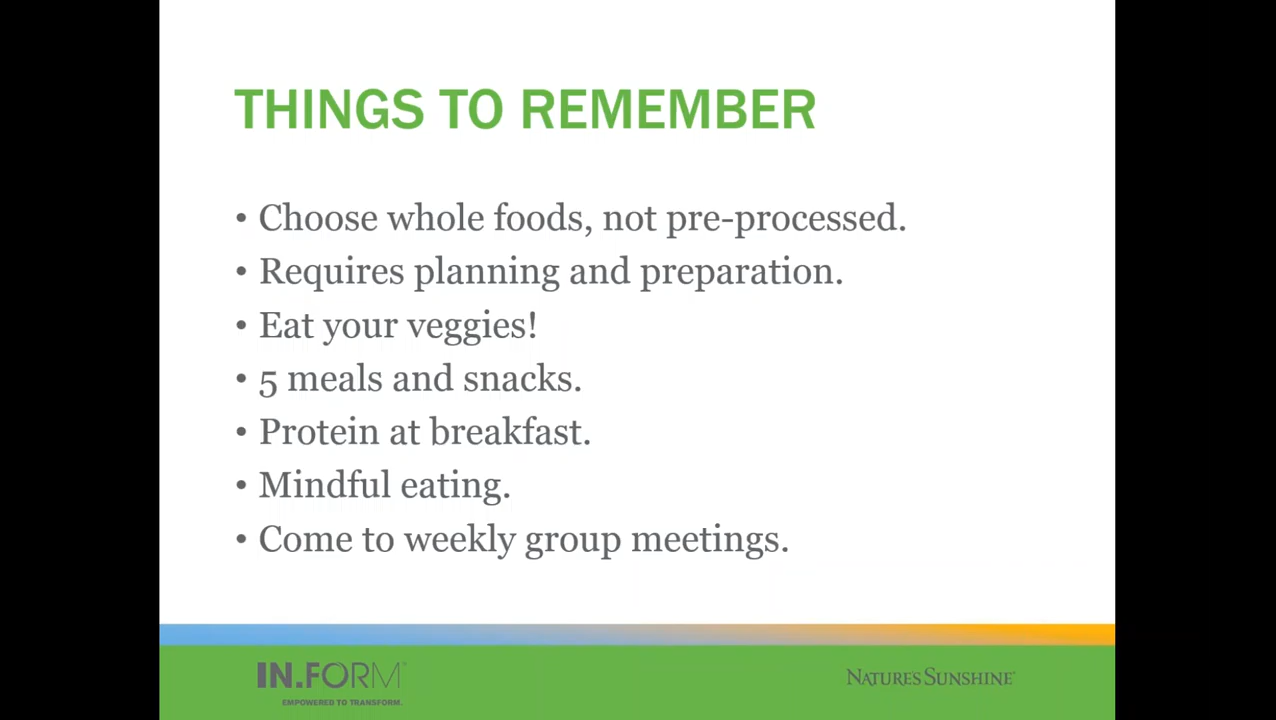 THINGS TO REMEMBER
• Choose whole foods, not pre-processed.
• Requires planning and preparation.
• Eat your veggies!
• 5 meals and snacks.
• Protein at breakfast.
• Mindful eating.
• Come to weekly group meetings.
IN.FORM®
EMPOWERED TO TRANSFORM.
NATURE'S SUNSHINE™